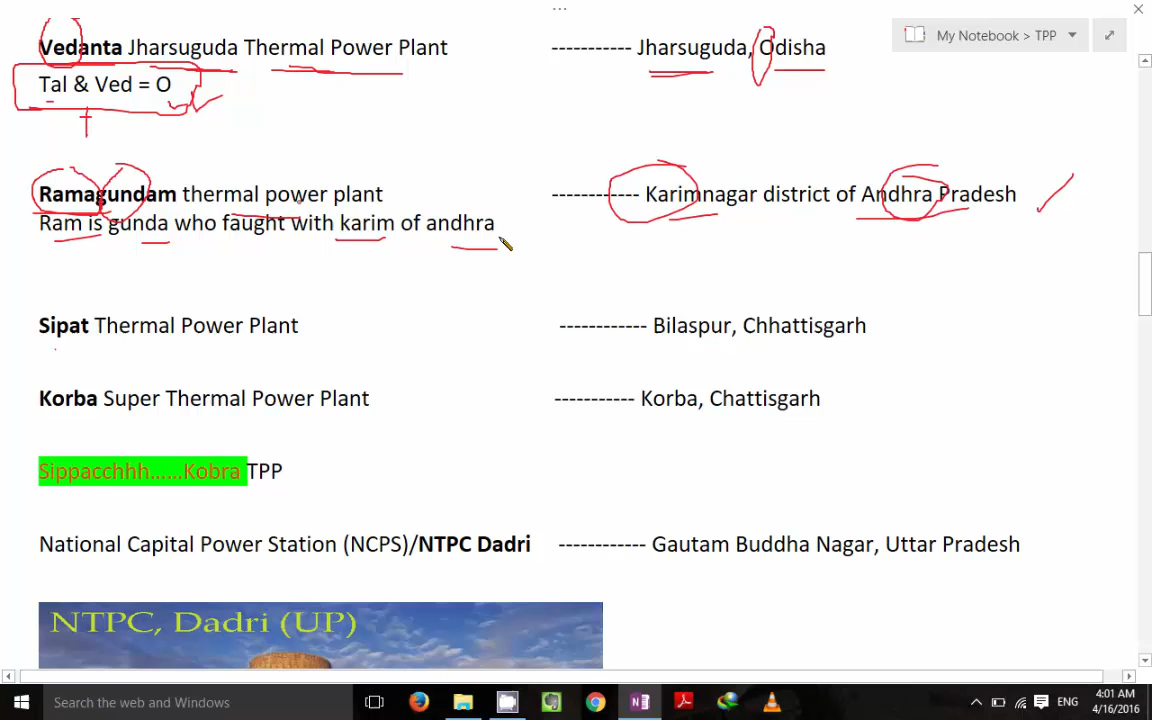 My Notebook > TPP
Vedanta Jharsuguda Thermal Power Plant ----------- Jharsuguda, Odisha
Tal & Ved = O
Ramagundam thermal power plant ----------- Karimnagar district of Andhra Pradesh
Ram is gunda who faught with karim of andhra
Sipat Thermal Power Plant ------------ Bilaspur, Chhattisgarh
Korba Super Thermal Power Plant ----------- Korba, Chattisgarh
Sippacchhh......Kobra TPP
National Capital Power Station (NCPS)/NTPC Dadri ------------ Gautam Buddha Nagar, Uttar Pradesh
NTPC, Dadri (UP)
Search the web and Windows
ENG
4:01 AM
4/16/2016